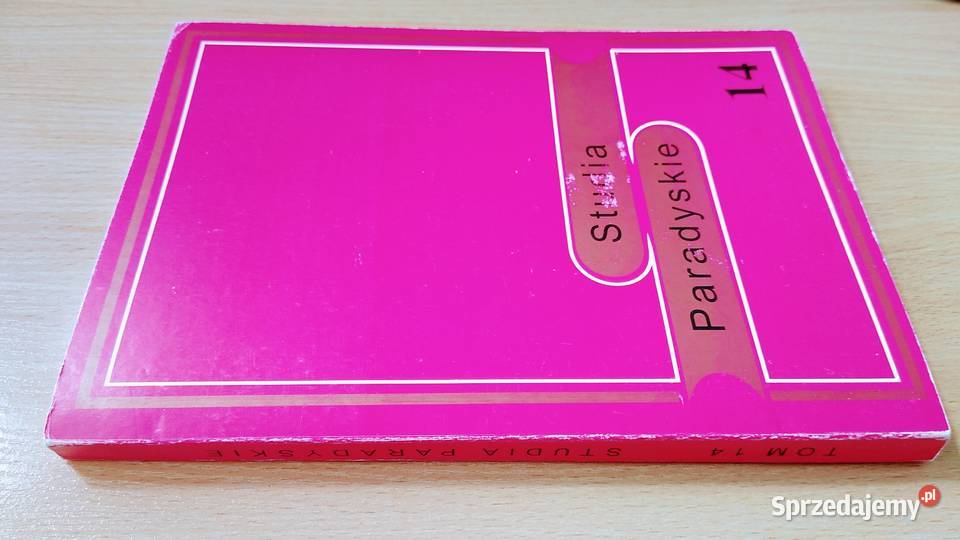 14
Studia
Paradyskie
TOM 14
STUDIA PARADYSKIE
Sprzedajemy.pl